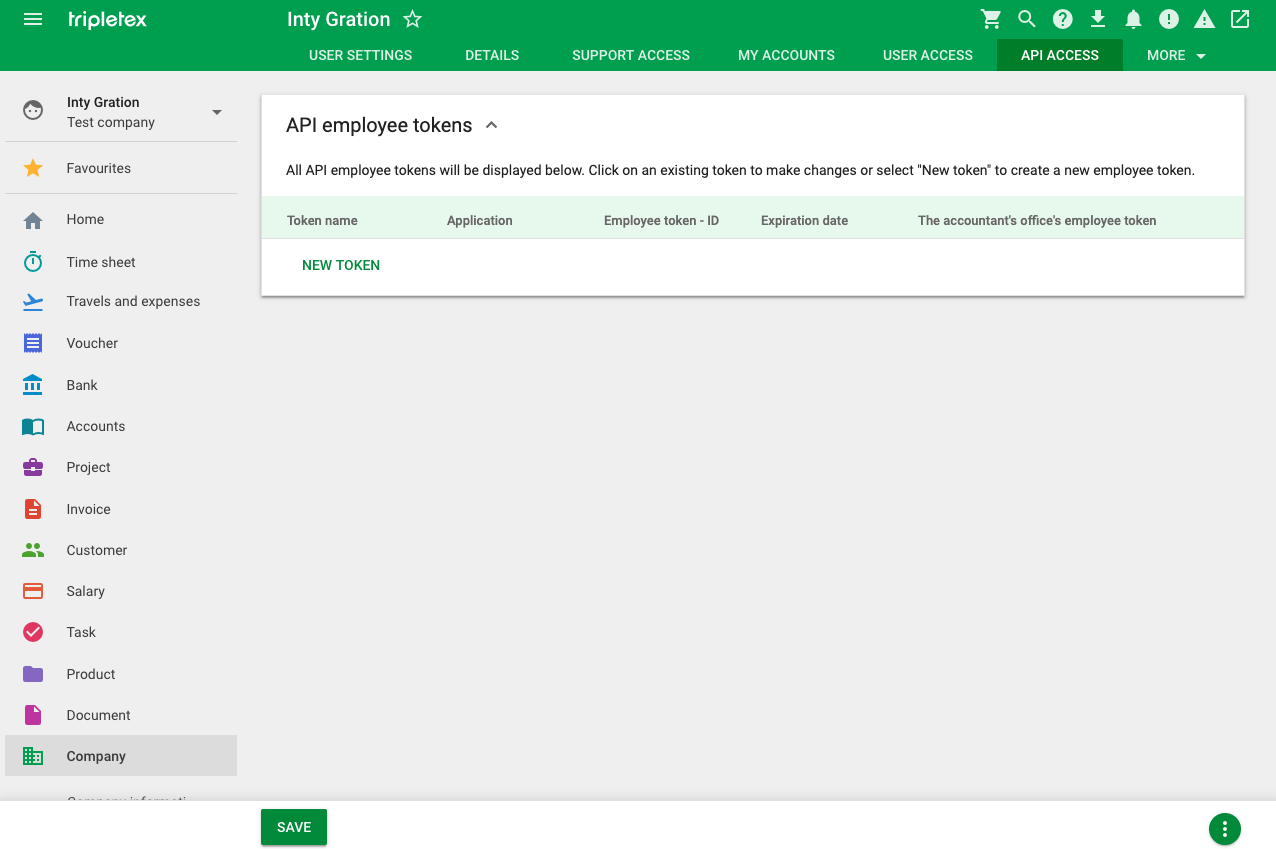 tripletex
Inty Gration
USER SETTINGS DETAILS SUPPORT ACCESS MY ACCOUNTS USER ACCESS API ACCESS MORE
Inty Gration
Test company
Favourites
Home
Time sheet
Travels and expenses
Voucher
Bank
Accounts
Project
Invoice
Customer
Salary
Task
Product
Document
Company
API employee tokens
All API employee tokens will be displayed below. Click on an existing token to make changes or select "New token" to create a new employee token.
Token name Application Employee token - ID Expiration date The accountant's office's employee token
NEW TOKEN
SAVE